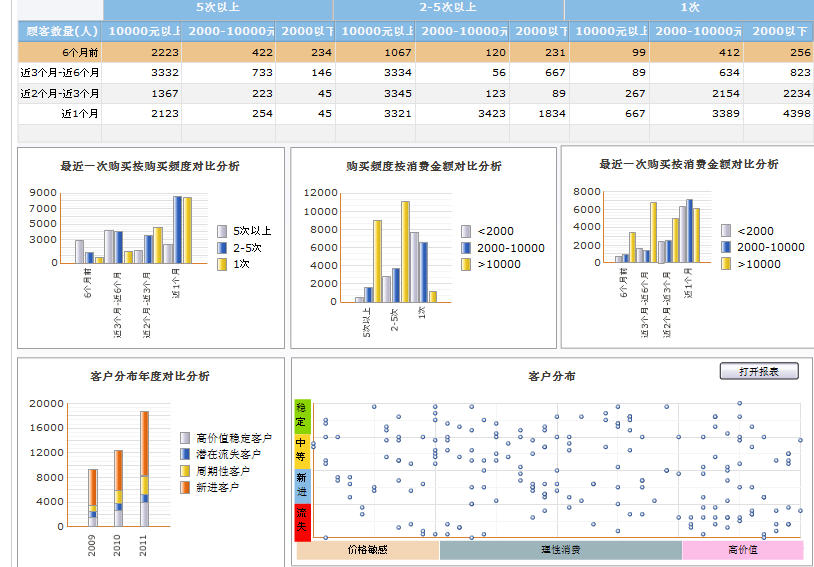 5次以上 2-5次以上 1次
顾客数量(人) 10000元以上 2000-10000元 2000以下 10000元以上 2000-10000元 2000以下 10000元以上 2000-10000元 2000以下
6个月前 2223 422 234 1067 120 231 99 412 256
近3个月-近6个月 3332 733 146 3334 56 667 89 634 823
近2个月-近3个月 1367 223 45 3345 123 89 267 2154 2234
近1个月 2123 254 45 3321 3423 1834 667 3389 4398
最近一次购买按购买频度对比分析
9000
7000
5000
3000
0
6个月前
近3个月-近6个月
近2个月-近3个月
近1个月
5次以上
2-5次
1次
购买频度按消费金额对比分析
12000
10000
8000
6000
4000
2000
0
5次以上
2-5次
1次
<2000
2000-10000
>10000
最近一次购买按消费金额对比分析
8000
6000
4000
2000
0
6个月前
近3个月-近6个月
近2个月-近3个月
近1个月
<2000
2000-10000
>10000
客户分布年度对比分析
20000
16000
12000
8000
4000
0
2009
2010
2011
高价值稳定客户
潜在流失客户
周期性客户
新进客户
客户分布
打开报表
稳定
中等
新进
流失
价格敏感 理性消费 高价值